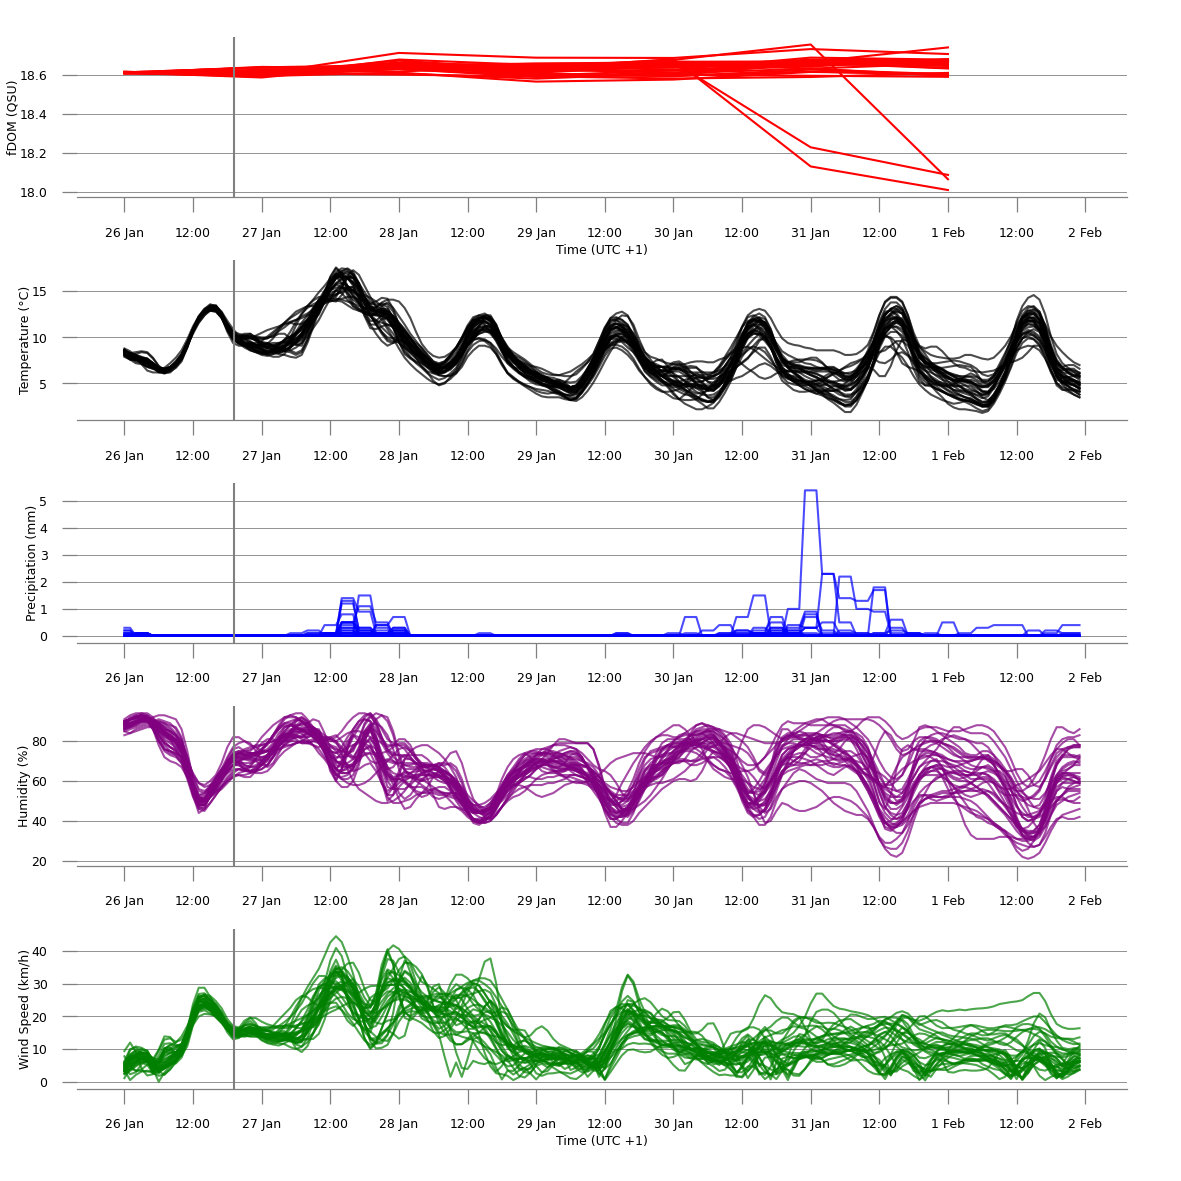 fDOM (QSU)
18.6
18.4
18.2
18.0
26 Jan 12:00 27 Jan 12:00 28 Jan 12:00 29 Jan 12:00 30 Jan 12:00 31 Jan 12:00 1 Feb 12:00 2 Feb
Time (UTC +1)
Temperature (°C)
15
10
5
26 Jan 12:00 27 Jan 12:00 28 Jan 12:00 29 Jan 12:00 30 Jan 12:00 31 Jan 12:00 1 Feb 12:00 2 Feb
Precipitation (mm)
5
4
3
2
1
0
26 Jan 12:00 27 Jan 12:00 28 Jan 12:00 29 Jan 12:00 30 Jan 12:00 31 Jan 12:00 1 Feb 12:00 2 Feb
Humidity (%)
80
60
40
20
26 Jan 12:00 27 Jan 12:00 28 Jan 12:00 29 Jan 12:00 30 Jan 12:00 31 Jan 12:00 1 Feb 12:00 2 Feb
Wind Speed (km/h)
40
30
20
10
0
26 Jan 12:00 27 Jan 12:00 28 Jan 12:00 29 Jan 12:00 30 Jan 12:00 31 Jan 12:00 1 Feb 12:00 2 Feb
Time (UTC +1)